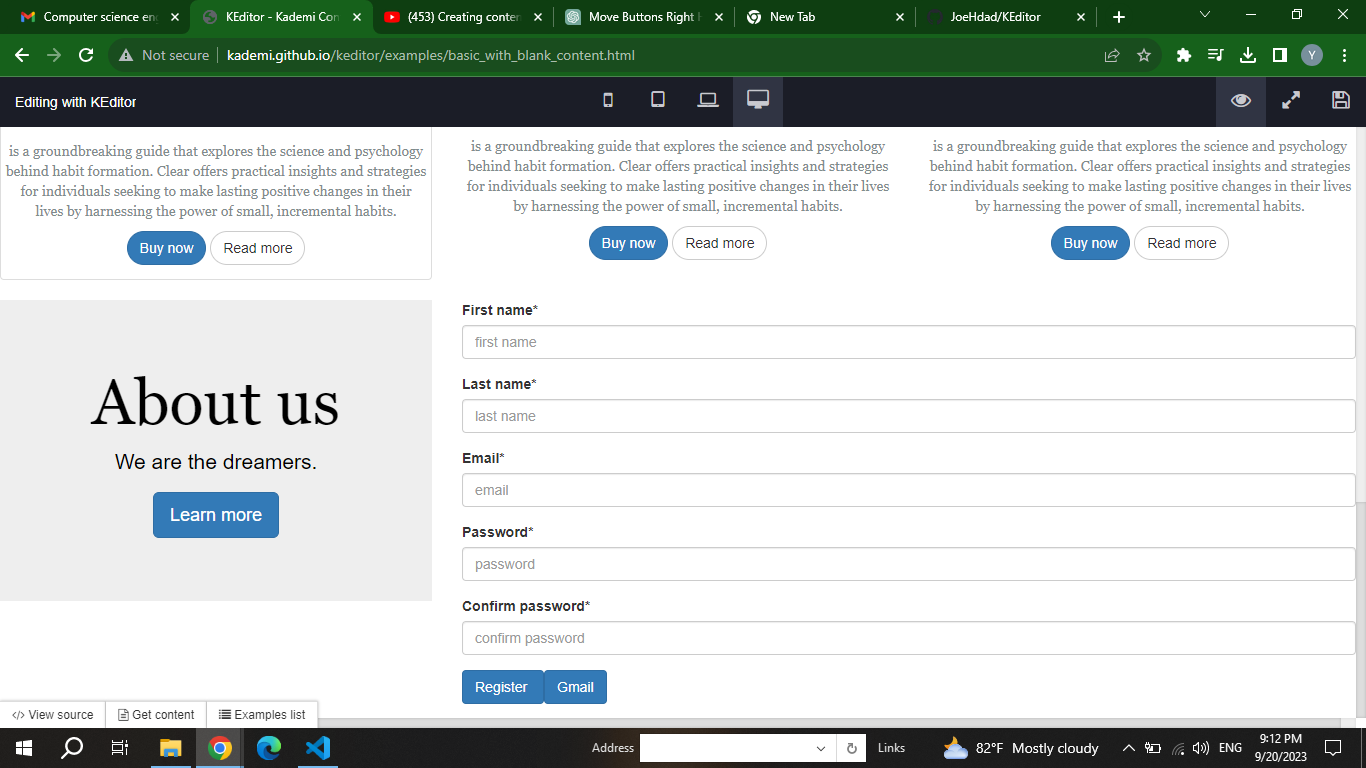 Computer science en
KEditor - Kademi Con
(453) Creating conten
Move Buttons Right H
New Tab
JoeHdad/KEditor
Not secure
kademi.github.io/keditor/examples/basic_with_blank_content.html
Y
Editing with KEditor
is a groundbreaking guide that explores the science and psychology
behind habit formation. Clear offers practical insights and strategies
for individuals seeking to make lasting positive changes in their
lives by harnessing the power of small, incremental habits.
Buy now
Read more
is a groundbreaking guide that explores the science and psychology
behind habit formation. Clear offers practical insights and strategies
for individuals seeking to make lasting positive changes in their lives
by harnessing the power of small, incremental habits.
Buy now
Read more
is a groundbreaking guide that explores the science and psychology
behind habit formation. Clear offers practical insights and strategies
for individuals seeking to make lasting positive changes in their lives
by harnessing the power of small, incremental habits.
Buy now
Read more
About us
We are the dreamers.
Learn more
First name*
first name
Last name*
last name
Email*
email
Password*
password
Confirm password*
confirm password
Register
Gmail
View source
Get content
Examples list
Address
Links
82°F Mostly cloudy
ENG
9:12 PM
9/20/2023